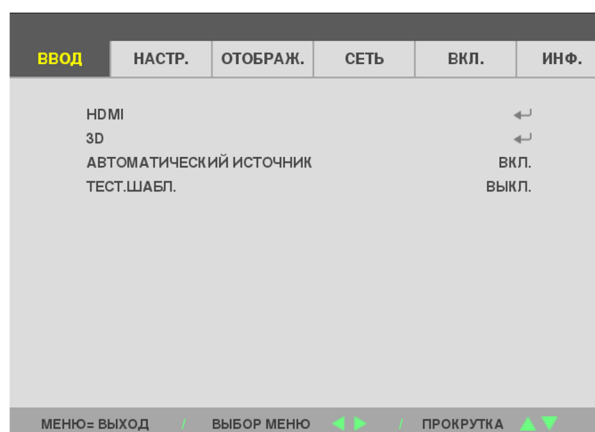 ВВОД НАСТР. ОТОБРАЖ. СЕТЬ ВКЛ. ИНФ.
HDMI
3D
АВТОМАТИЧЕСКИЙ ИСТОЧНИК ВКЛ.
ТЕСТ.ШАБЛ. ВЫКЛ.
МЕНЮ= ВЫХОД / ВЫБОР МЕНЮ / ПРОКРУТКА